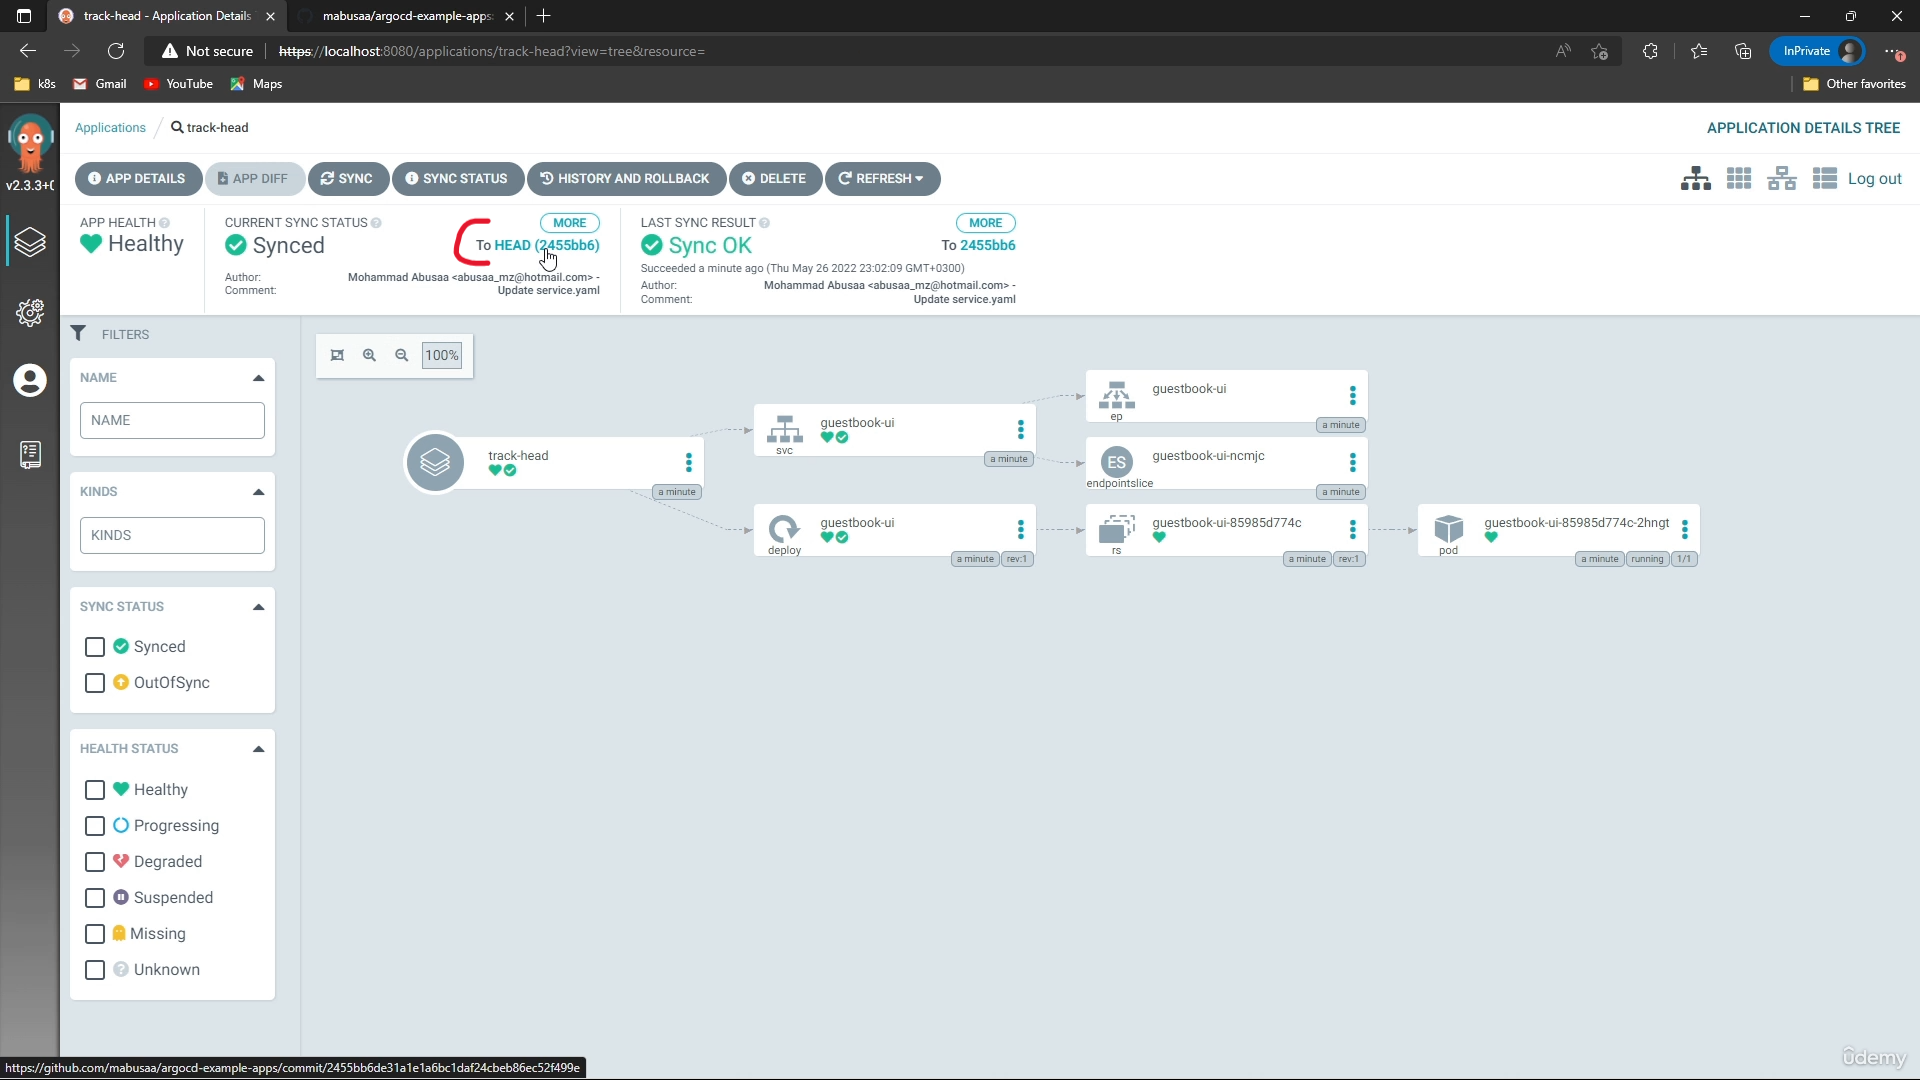 track-head - Application Details
mabusaa/argocd-example-apps:
Not secure
https://localhost:8080/applications/track-head?view=tree&resource=
InPrivate
k8s
Gmail
YouTube
Maps
Other favorites
v2.3.3+0
Applications / track-head
APPLICATION DETAILS TREE
APP DETAILS
APP DIFF
SYNC
SYNC STATUS
HISTORY AND ROLLBACK
DELETE
REFRESH
Log out
APP HEALTH
Healthy
CURRENT SYNC STATUS
MORE
Synced
To HEAD (2455bb6)
Author: Mohammad Abusaa <abusaa_mz@hotmail.com> -
Comment: Update service.yaml
LAST SYNC RESULT
MORE
Sync OK
To 2455bb6
Succeeded a minute ago (Thu May 26 2022 23:02:09 GMT+0300)
Author: Mohammad Abusaa <abusaa_mz@hotmail.com> -
Comment: Update service.yaml
FILTERS
NAME
NAME
KINDS
KINDS
SYNC STATUS
Synced
OutOfSync
HEALTH STATUS
Healthy
Progressing
Degraded
Suspended
Missing
Unknown
100%
track-head
a minute
guestbook-ui
svc
a minute
guestbook-ui
deploy
a minute
rev:1
guestbook-ui
ep
a minute
ES
guestbook-ui-ncmjc
endpointslice
a minute
guestbook-ui-85985d774c
rs
a minute
rev:1
guestbook-ui-85985d774c-2hngt
pod
a minute
running
1/1
https://github.com/mabusaa/argocd-example-apps/commit/2455bb6de31a1e1a6bc1daf24cbeb86ec52f499e
ûdemy